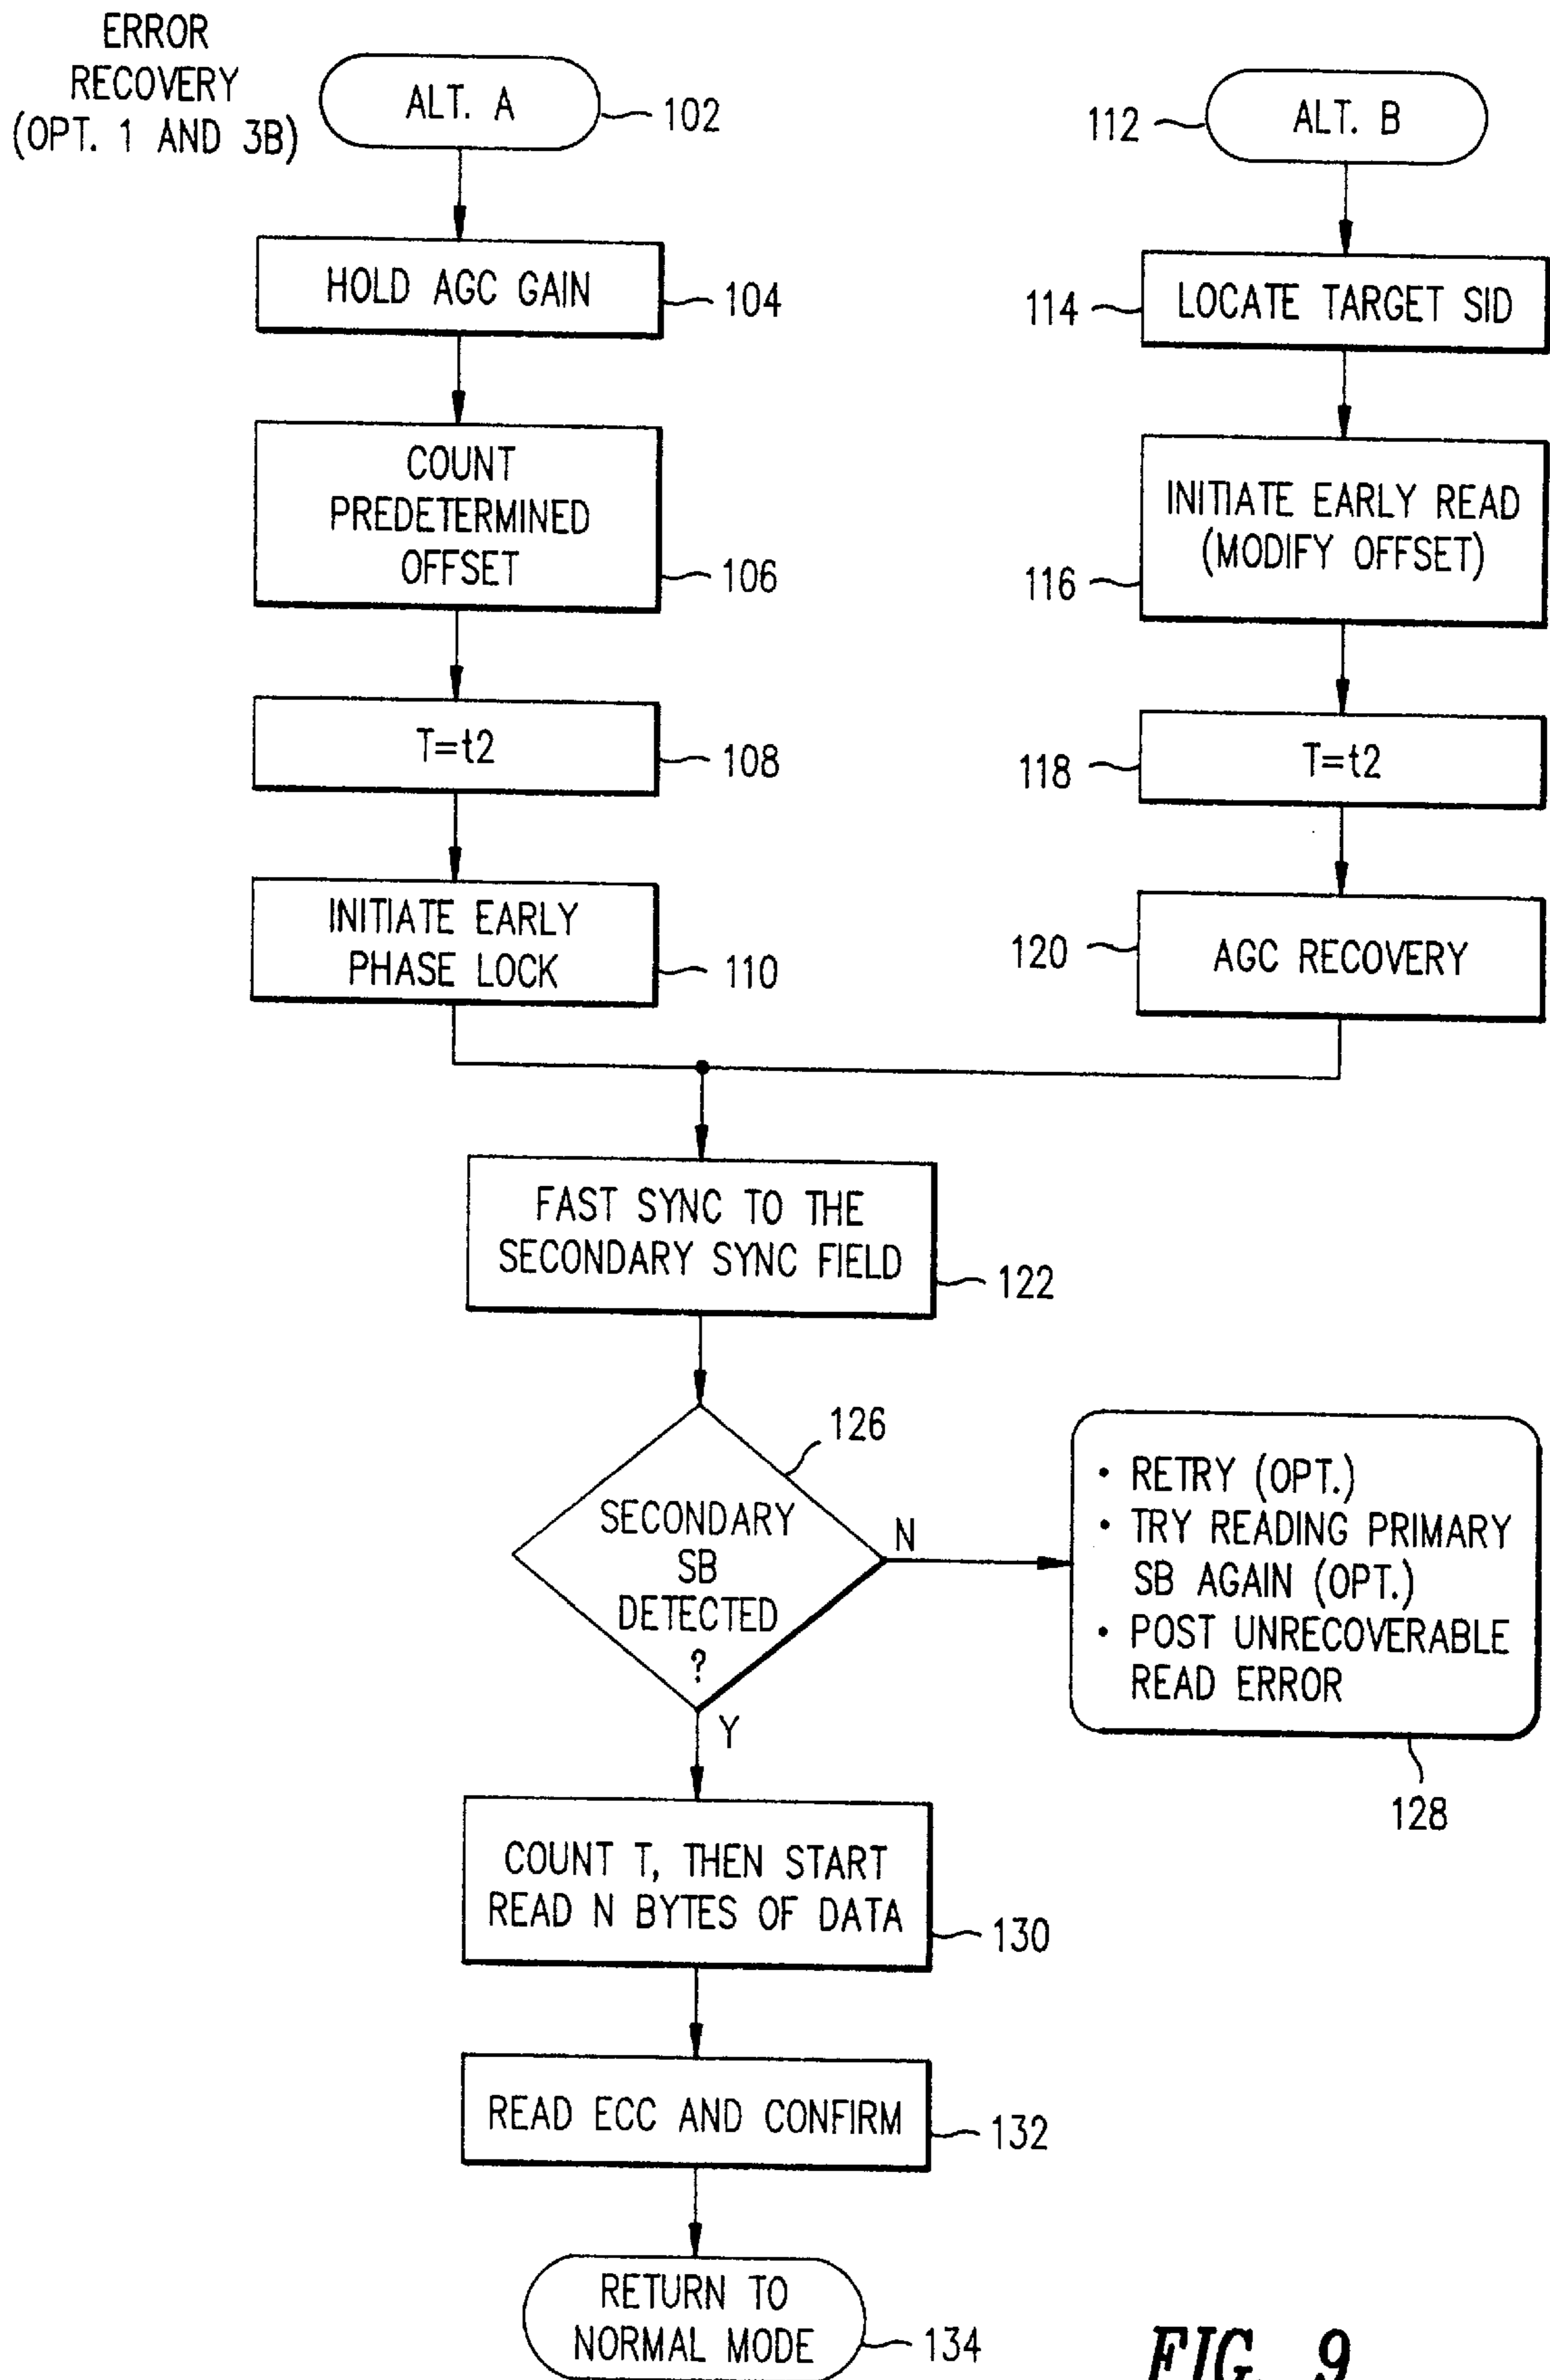 ERROR
RECOVERY
(OPT. 1 AND 3B)
ALT. A
102
HOLD AGC GAIN
104
COUNT
PREDETERMINED
OFFSET
106
T=t2
108
INITIATE EARLY
PHASE LOCK
110
112
ALT. B
114
LOCATE TARGET SID
INITIATE EARLY READ
(MODIFY OFFSET)
116
118
T=t2
120
AGC RECOVERY
FAST SYNC TO THE
SECONDARY SYNC FIELD
122
126
SECONDARY
SB
DETECTED
?
N
Y
• RETRY (OPT.)
• TRY READING PRIMARY
SB AGAIN (OPT.)
• POST UNRECOVERABLE
READ ERROR
128
COUNT T, THEN START
READ N BYTES OF DATA
130
READ ECC AND CONFIRM
132
RETURN TO
NORMAL MODE
134
FIG. 9